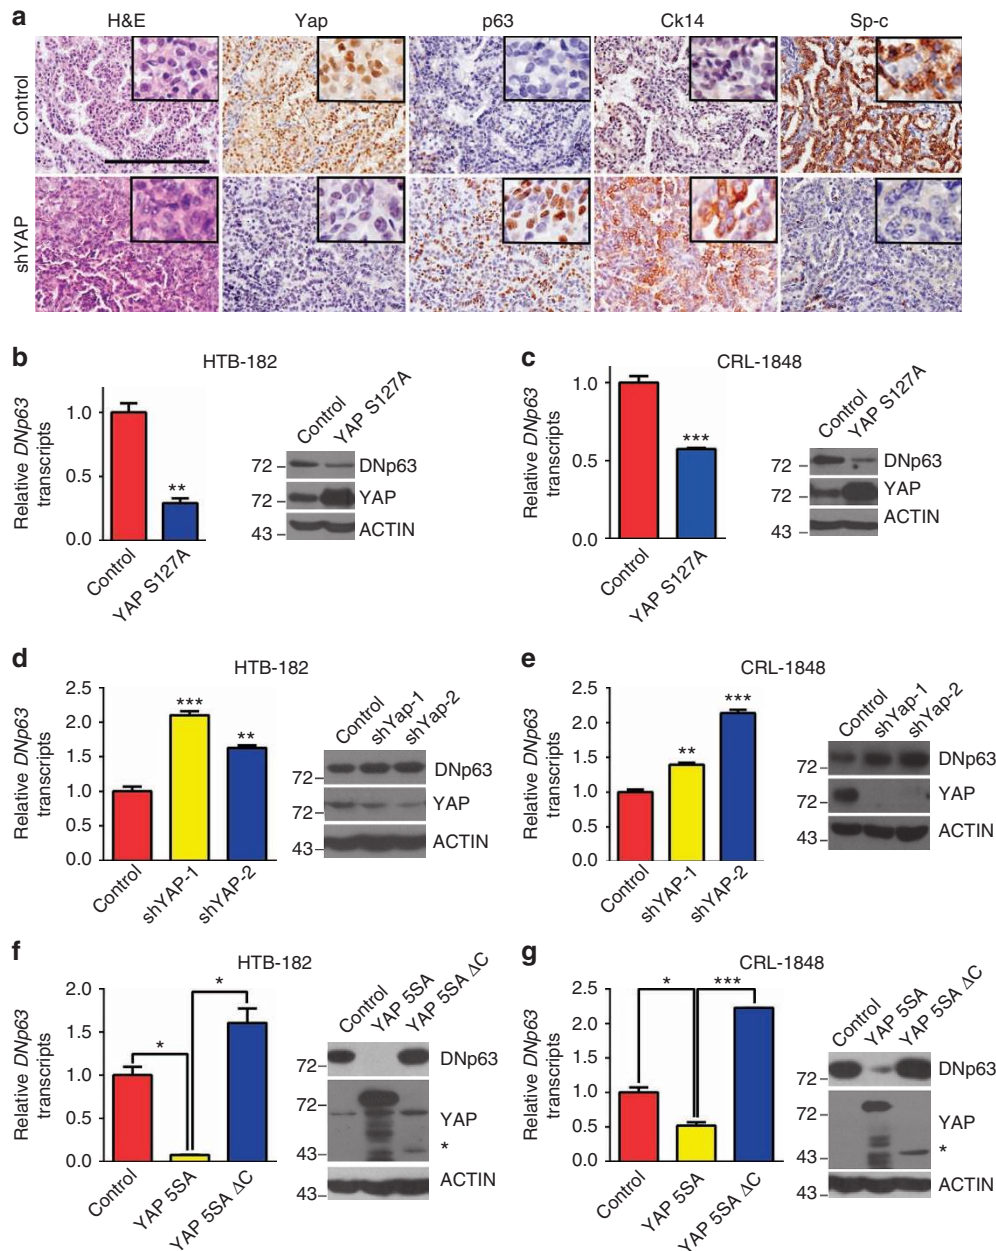 a
H&E Yap p63 Ck14 Sp-c
Control
shYAP
b
HTB-182
Relative DNp63 transcripts
1.0
0.5
0.0
**
Control
YAP S127A
Control
YAP S127A
72
DNp63
72
YAP
43
ACTIN
c
CRL-1848
Relative DNp63 transcripts
1.0
0.5
0.0
***
Control
YAP S127A
Control
YAP S127A
72
DNp63
72
YAP
43
ACTIN
d
HTB-182
Relative DNp63 transcripts
2.5
2.0
1.5
1.0
1.5
0.0
***
**
Control
shYAP-1
shYAP-2
Control
shYap-1
shYap-2
72
DNp63
72
YAP
43
ACTIN
e
CRL-1848
Relative DNp63 transcripts
2.5
2.0
1.5
1.0
1.5
0.0
**
***
Control
shYAP-1
shYAP-2
Control
shYap-1
shYap-2
72
DNp63
72
YAP
43
ACTIN
f
HTB-182
Relative DNp63 transcripts
2.0
1.5
1.0
0.5
0.0
*
*
Control
YAP 5SA
YAP 5SA ΔC
Control
YAP 5SA
YAP 5SA ΔC
72
DNp63
72
YAP
43
*
43
ACTIN
g
CRL-1848
Relative DNp63 transcripts
2.5
2.0
1.5
1.0
0.5
0.0
*
***
Control
YAP 5SA
YAP 5SA ΔC
Control
YAP 5SA
YAP 5SA ΔC
72
DNp63
72
YAP
43
*
43
ACTIN